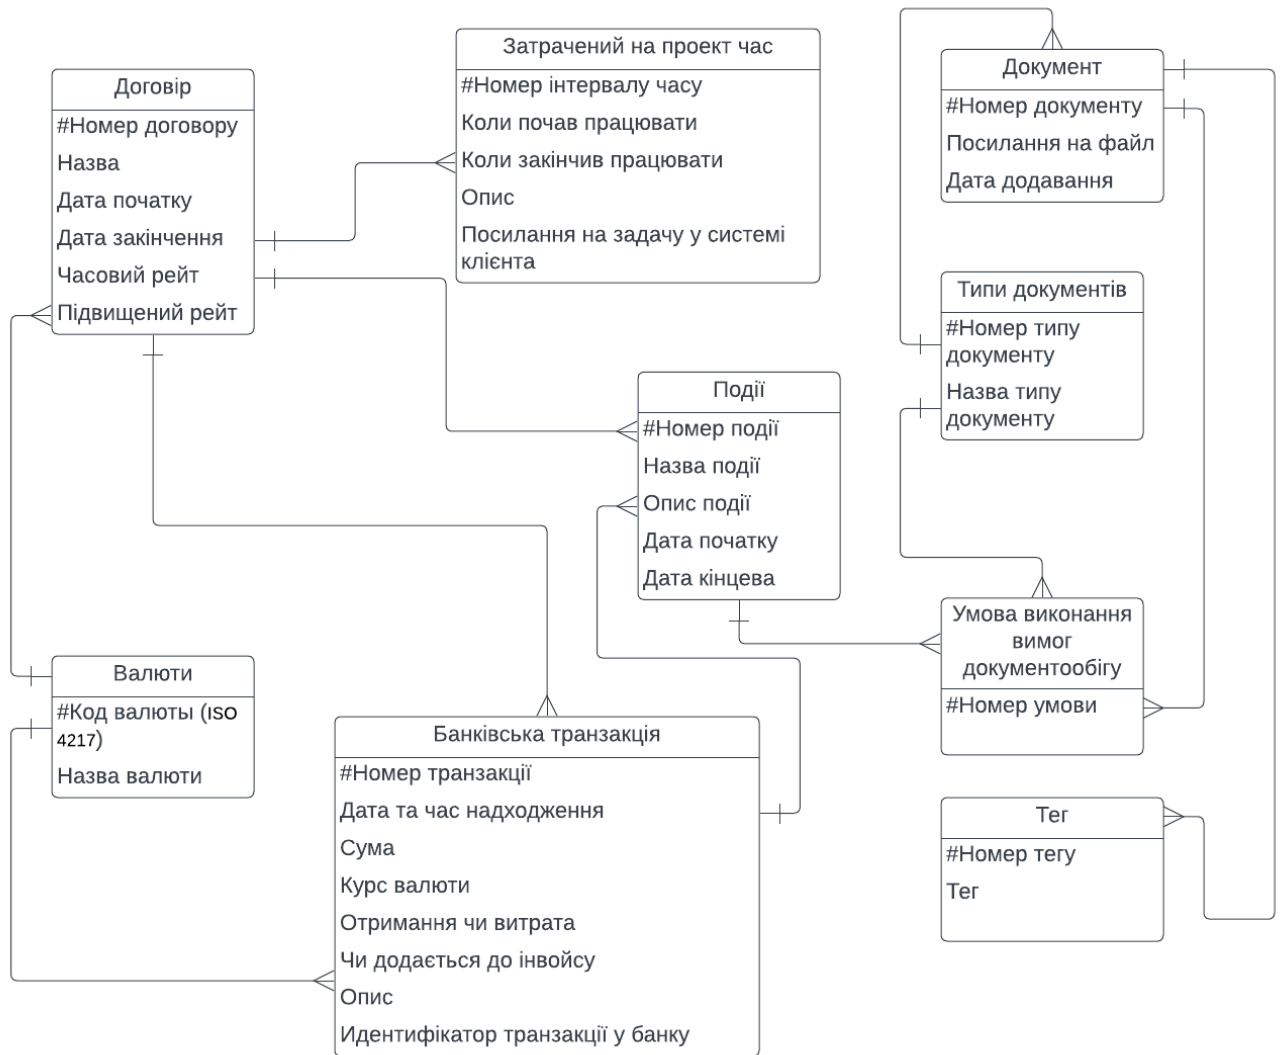 Договір
#Номер договору
Назва
Дата початку
Дата закінчення
Часовий рейт
Підвищений рейт
Затрачений на проект час
#Номер інтервалу часу
Коли почав працювати
Коли закінчив працювати
Опис
Посилання на задачу у системі
клієнта
Документ
#Номер документу
Посилання на файл
Дата додавання
Типи документів
#Номер типу
документу
Назва типу
документу
Події
#Номер події
Назва події
Опис події
Дата початку
Дата кінцева
Умова виконання
вимог
документообігу
#Номер умови
Валюти
#Код валюты (ISO
4217)
Назва валюти
Банківська транзакція
#Номер транзакції
Дата та час надходження
Сума
Курс валюти
Отримання чи витрата
Чи додається до інвойсу
Опис
Идентифікатор транзакції у банку
Тег
#Номер тегу
Тег